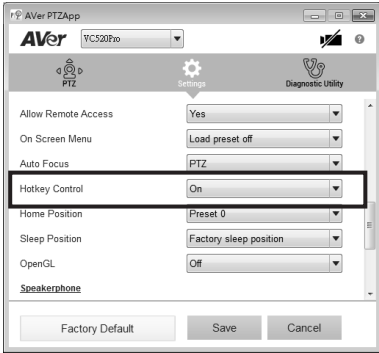 AVer PTZApp
AVer VC520Pro
PTZ Settings Diagnostic Utility
Allow Remote Access Yes
On Screen Menu Load preset off
Auto Focus PTZ
Hotkey Control On
Home Position Preset 0
Sleep Position Factory sleep position
OpenGL Off
Speakerphone
Factory Default Save Cancel